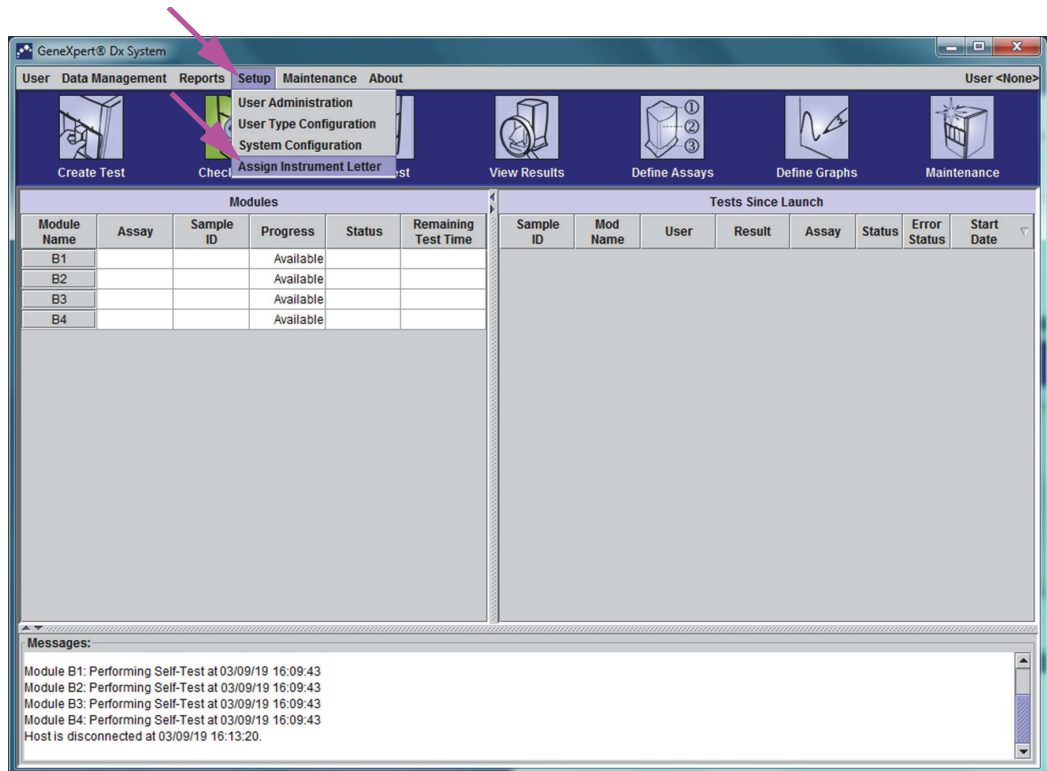 GeneXpert® Dx System
User Data Management Reports Setup Maintenance About User <None>
User Administration
User Type Configuration
System Configuration
Assign Instrument Letter
Create Test Chec st View Results Define Assays Define Graphs Maintenance
① ② ③
Modules
Module Name Assay Sample ID Progress Status Remaining Test Time
B1 Available
B2 Available
B3 Available
B4 Available
Tests Since Launch
Sample ID Mod Name User Result Assay Status Error Status Start Date
Messages:
Module B1: Performing Self-Test at 03/09/19 16:09:43
Module B2: Performing Self-Test at 03/09/19 16:09:43
Module B3: Performing Self-Test at 03/09/19 16:09:43
Module B4: Performing Self-Test at 03/09/19 16:09:43
Host is disconnected at 03/09/19 16:13:20.